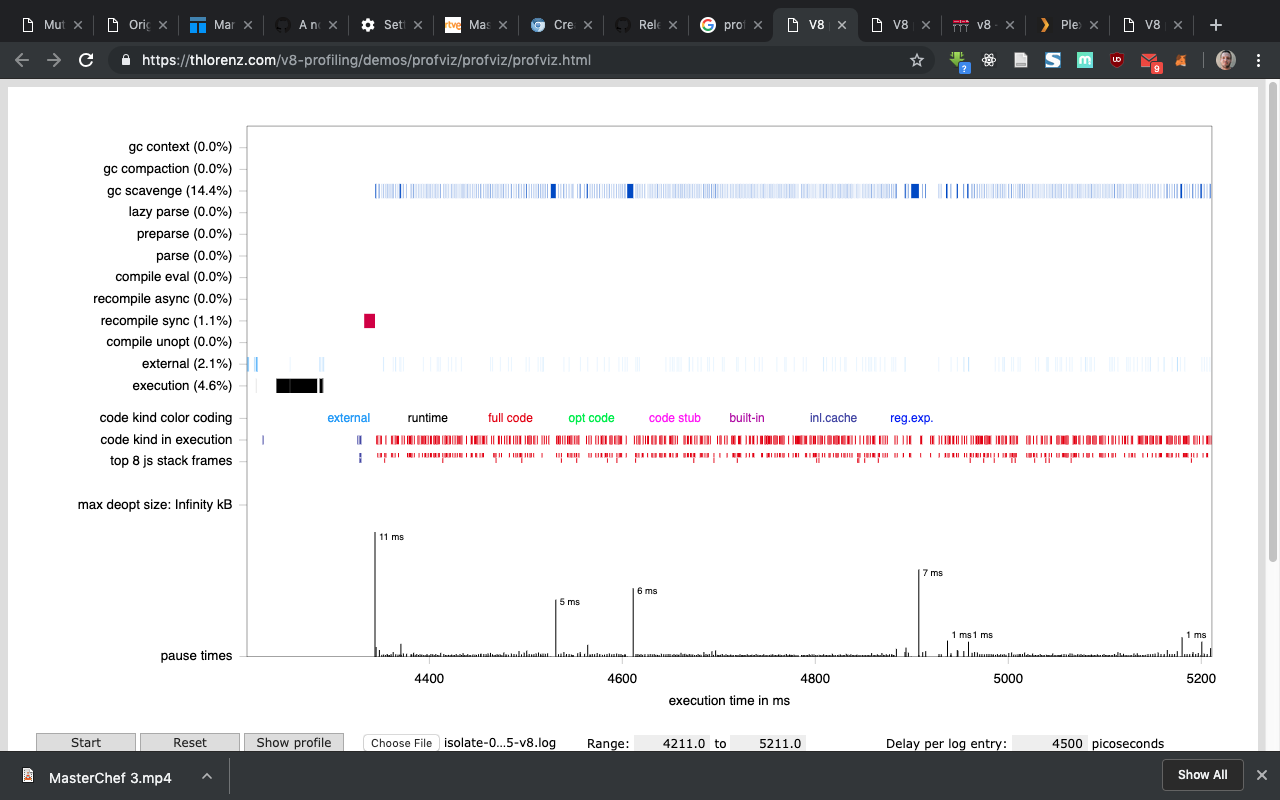 Mut
Orig
Mar
A n
Sett
rtve Mas
Crea
Rele
prof
V8
V8
v8 -
Plex
V8
https://thlorenz.com/v8-profiling/demos/profviz/profviz/profviz.html
?
S
m
UD
9
gc context (0.0%)
gc compaction (0.0%)
gc scavenge (14.4%)
lazy parse (0.0%)
preparse (0.0%)
parse (0.0%)
compile eval (0.0%)
recompile async (0.0%)
recompile sync (1.1%)
compile unopt (0.0%)
external (2.1%)
execution (4.6%)
code kind color coding external runtime full code opt code code stub built-in inl.cache reg.exp.
code kind in execution
top 8 js stack frames
max deopt size: Infinity kB
11 ms
7 ms
6 ms
5 ms
1 ms 1 ms 1 ms
pause times
4400 4600 4800 5000 5200
execution time in ms
Start Reset Show profile Choose File isolate-0...5-v8.log Range: 4211.0 to 5211.0 Delay per log entry: 4500 picoseconds
MasterChef 3.mp4 Show All